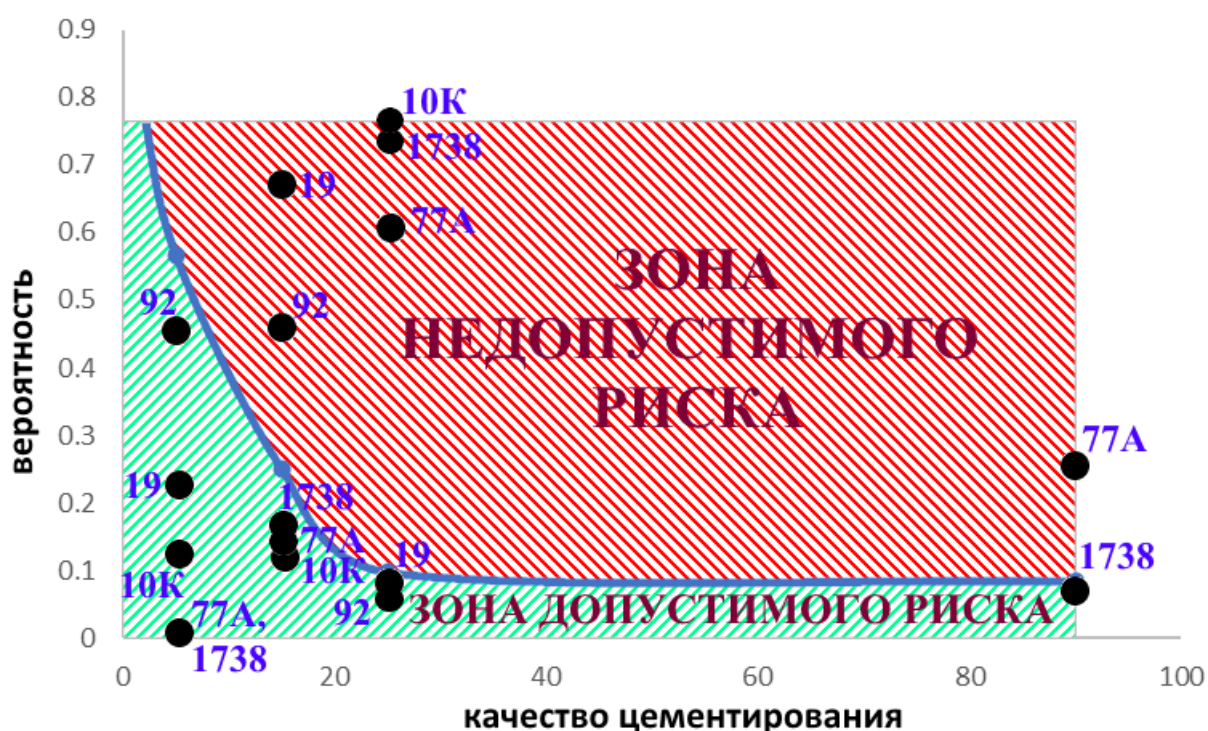 0.9
0.8
0.7
0.6
0.5
0.4
0.3
0.2
0.1
0
вероятность
10К
1738
19
77А
92
92
ЗОНА
НЕДОПУСТИМОГО
РИСКА
77А
19
1738
77А
10К
10К
19
1738
92
77А,
1738
ЗОНА ДОПУСТИМОГО РИСКА
0
20
40
60
80
100
качество цементирования